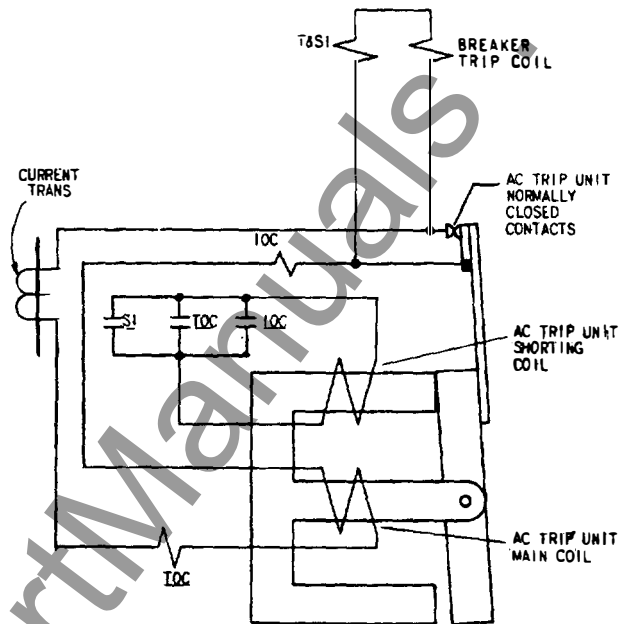 T&SI
BREAKER
TRIP COIL
CURRENT
TRANS
AC TRIP UNIT
NORMALLY
CLOSED
CONTACTS
IOC
SI
TOC
IOC
AC TRIP UNIT
SHORTING
COIL
AC TRIP UNIT
MAIN COIL
TOC
rtManuals.